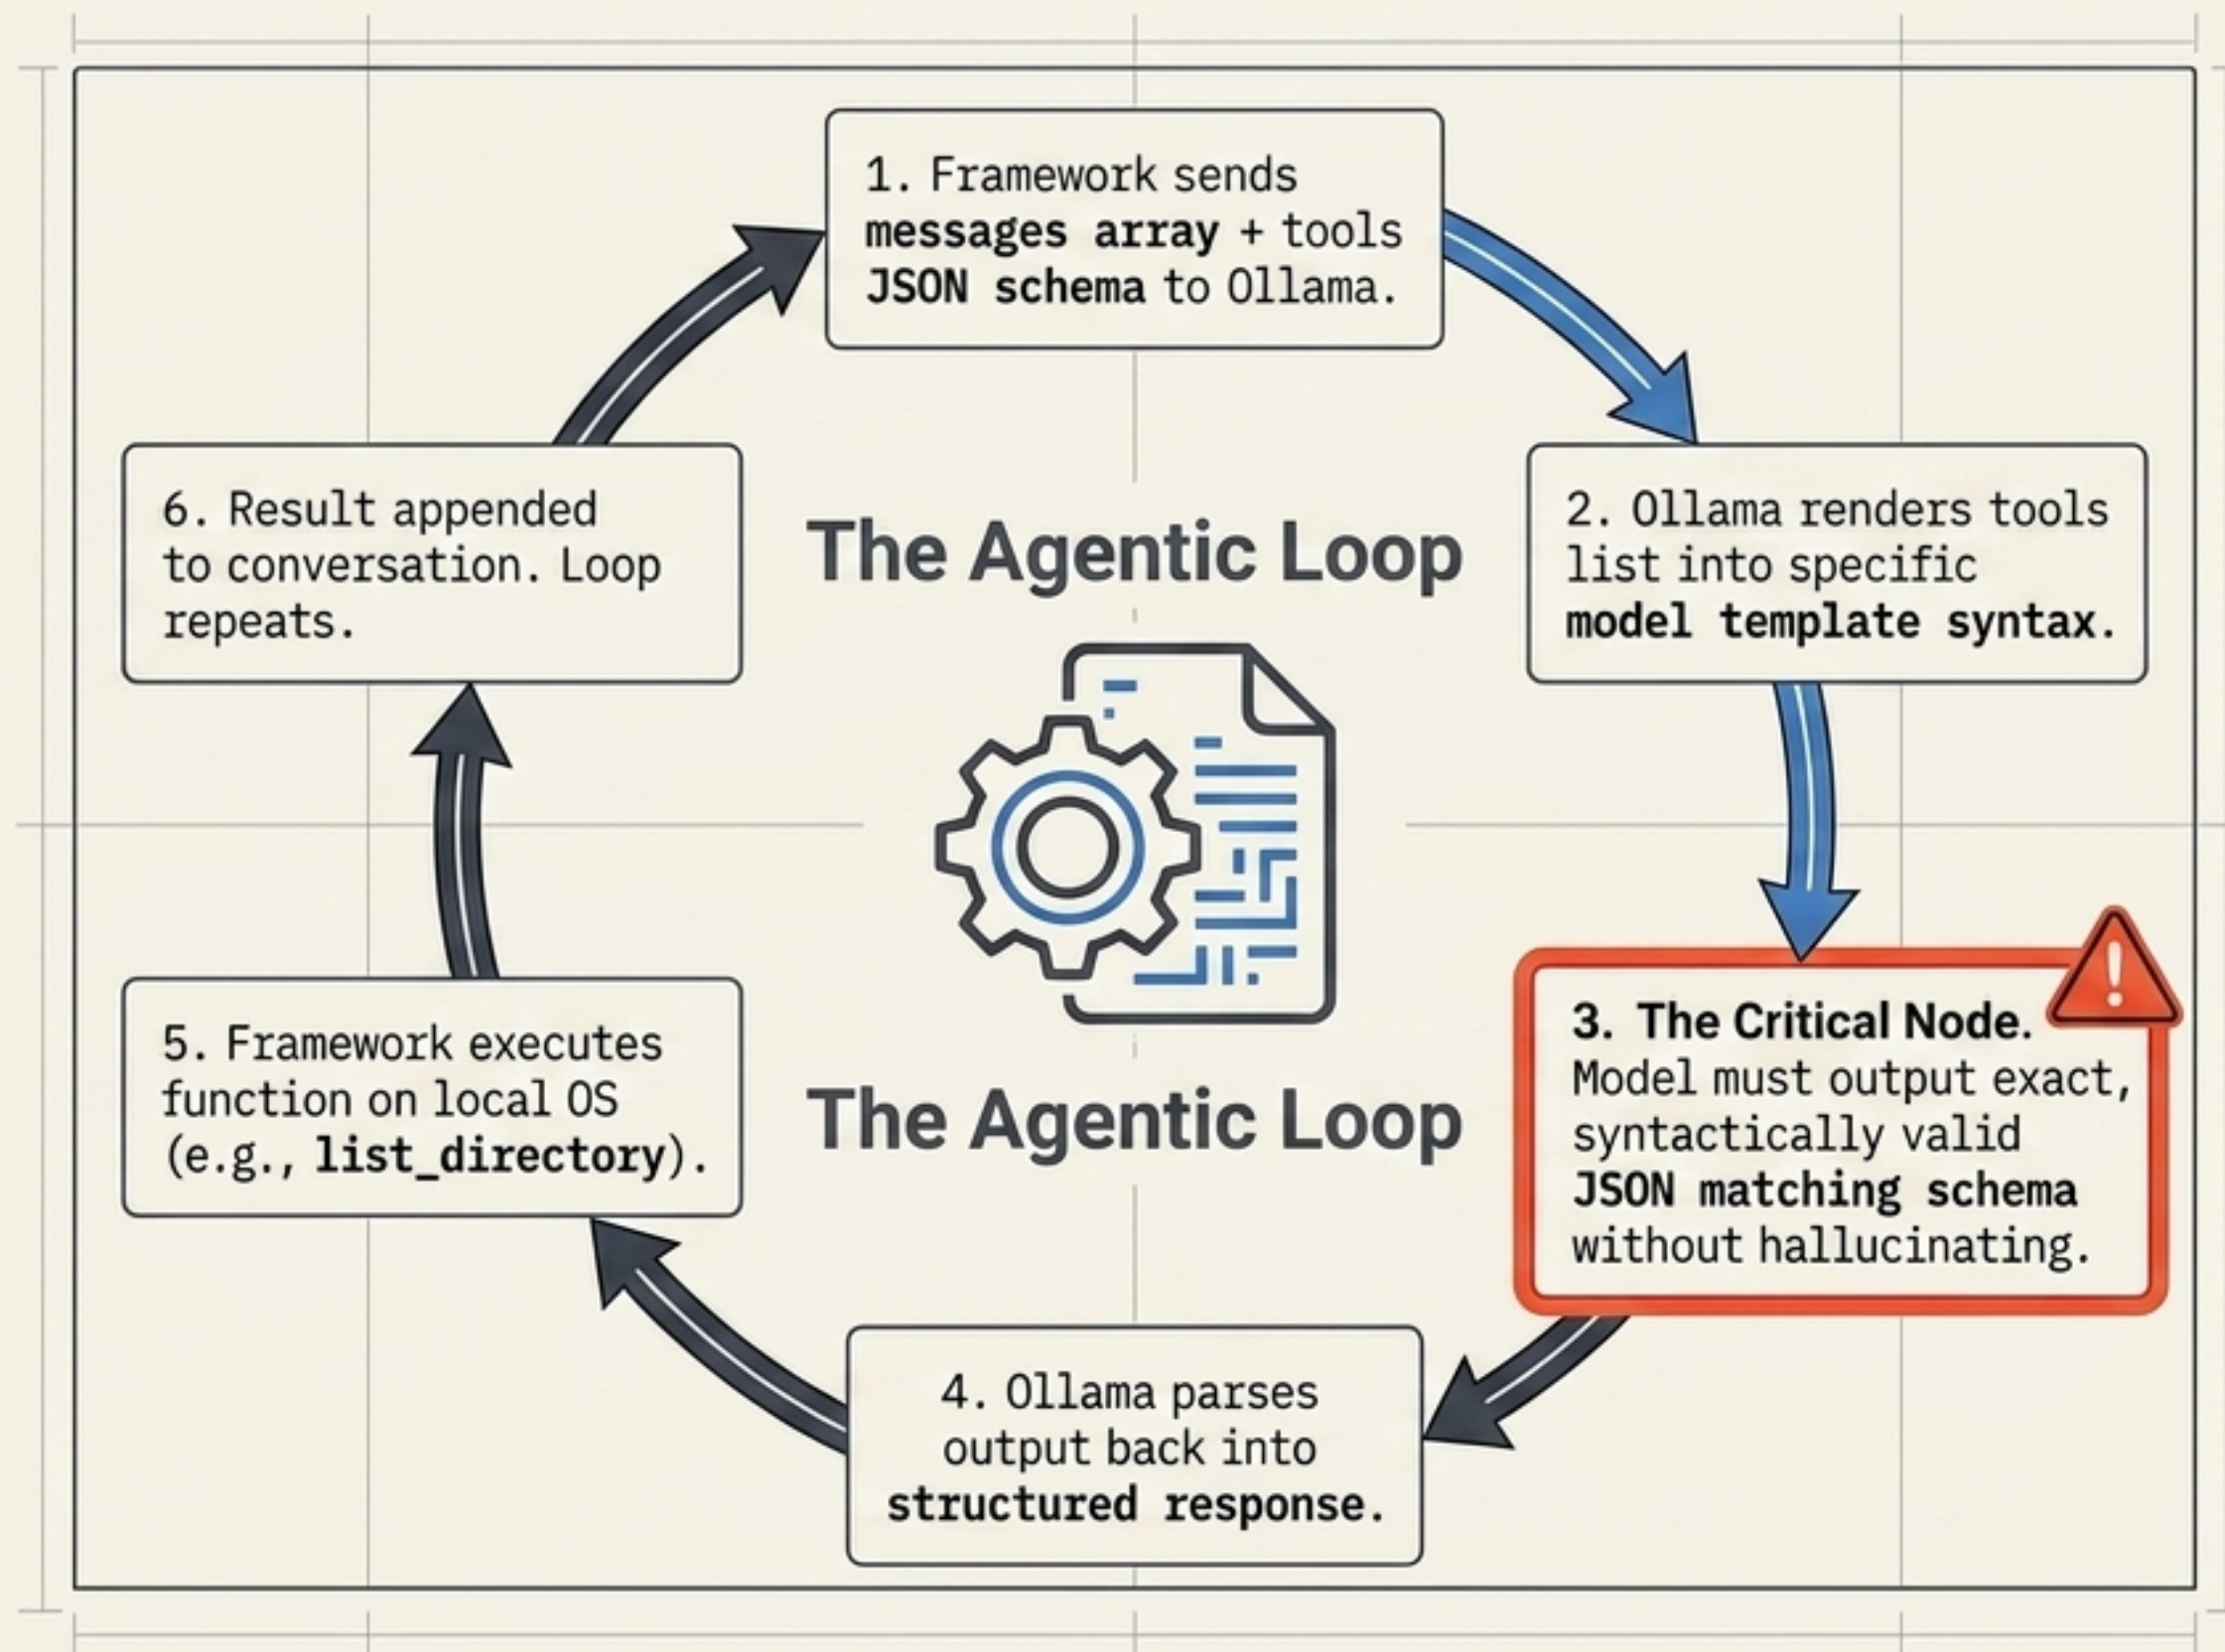 1. Framework sends
messages array + tools
JSON schema to Ollama.
2. Ollama renders tools
list into specific
model template syntax.
3. The Critical Node.
Model must output exact,
syntactically valid
JSON matching schema
without hallucinating.
4. Ollama parses
output back into
structured response.
5. Framework executes
function on local OS
(e.g., list_directory).
6. Result appended
to conversation. Loop
repeats.
The Agentic Loop
The Agentic Loop